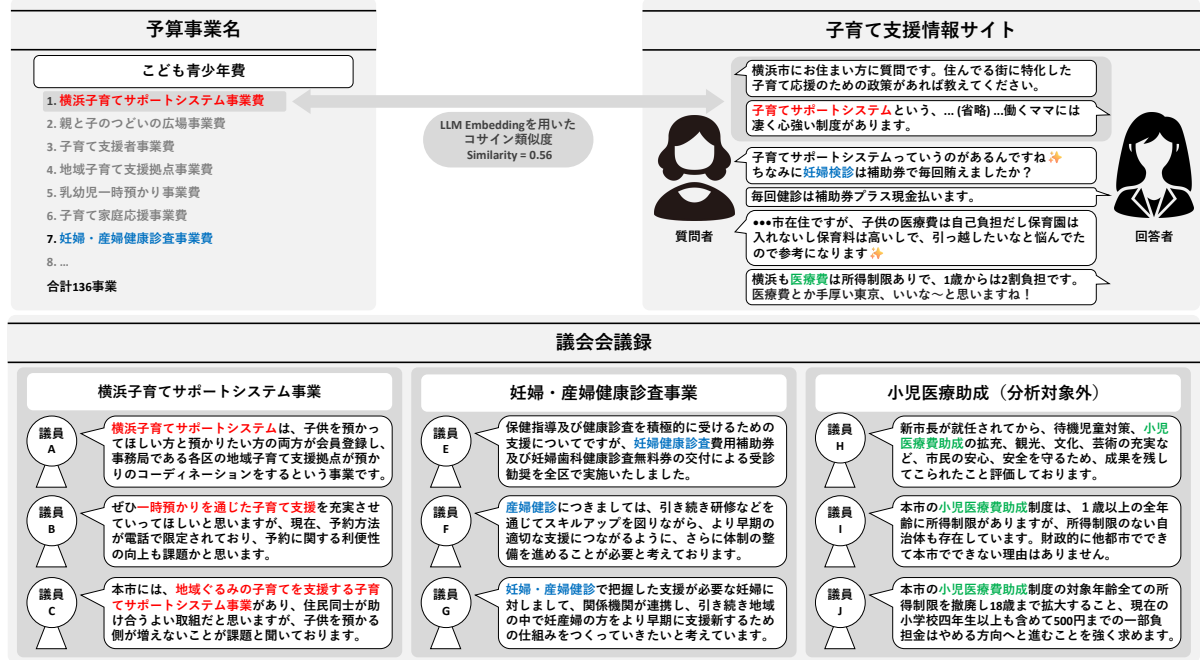 予算事業名
こども青少年費
1. 横浜子育てサポートシステム事業費
2. 親と子のつどいの広場事業費
3. 子育て支援者事業費
4. 地域子育て支援拠点事業費
5. 乳幼児一時預かり事業費
6. 子育て家庭応援事業費
7. 妊婦・産婦健康診査事業費
8. ...
合計136事業
LLM Embeddingを用いた
コサイン類似度
Similarity = 0.56
子育て支援情報サイト
横浜市にお住まい方に質問です。住んでる街に特化した
子育て応援のための政策があれば教えてください。
子育てサポートシステムという、... (省略) ...働くママには
凄く心強い制度があります。
子育てサポートシステムっていうのがあるんですね✨
ちなみに妊婦検診は補助券で毎回賄えましたか？
毎回健診は補助券プラス現金払います。
●●●市在住ですが、子供の医療費は自己負担だし保育園は
入れないし保育料は高いしで、引っ越したいなと悩んでた
ので参考になります✨
横浜も医療費は所得制限ありで、1歳からは2割負担です。
医療費とか手厚い東京、いいな〜と思いますね！
質問者
回答者
議会会議録
横浜子育てサポートシステム事業
議員
A
横浜子育てサポートシステムは、子供を預かっ
てほしい方と預かりたい方の両方が会員登録し、
事務局である各区の地域子育て支援拠点が預か
りのコーディネーションをするという事業です。
議員
B
ぜひ一時預かりを通じた子育て支援を充実させ
ていってほしいと思いますが、現在、予約方法
が電話で限定されており、予約に関する利便性
の向上も課題かと思います。
議員
C
本市には、地域ぐるみの子育てを支援する子育
てサポートシステム事業があり、住民同士が助
け合うよい取組だと思いますが、子供を預かる
側が増えないことが課題と聞いております。
妊婦・産婦健康診査事業
議員
E
保健指導及び健康診査を積極的に受けるための
支援についてですが、妊婦健康診査費用補助券
及び妊婦歯科健康診査無料券の交付による受診
勧奨を全区で実施いたしました。
議員
F
産婦健診につきましては、引き続き研修などを
通じてスキルアップを図りながら、より早期の
適切な支援につながるように、さらに体制の整
備を進めることが必要と考えております。
議員
G
妊婦・産婦健診で把握した支援が必要な妊婦に
対しまして、関係機関が連携し、引き続き地域
の中で妊産婦の方をより早期に支援新するため
の仕組みをつくっていきたいと考えています。
小児医療助成（分析対象外）
議員
H
新市長が就任されてから、待機児童対策、小児
医療費助成の拡充、観光、文化、芸術の充実な
ど、市民の安心、安全を守るため、成果を残し
てこられたこと評価しております。
議員
I
本市の小児医療費助成制度は、１歳以上の全年
齢に所得制限がありますが、所得制限のない自
治体も存在しています。財政的に他都市でできて
て本市でできない理由はありません。
議員
J
本市の小児医療費助成制度の対象年齢全ての所
得制限を撤廃し18歳まで拡大すること、現在の
小学校四年生以上も含めて500円までの一部負
担金はやめる方向へと進むことを強く求めます。